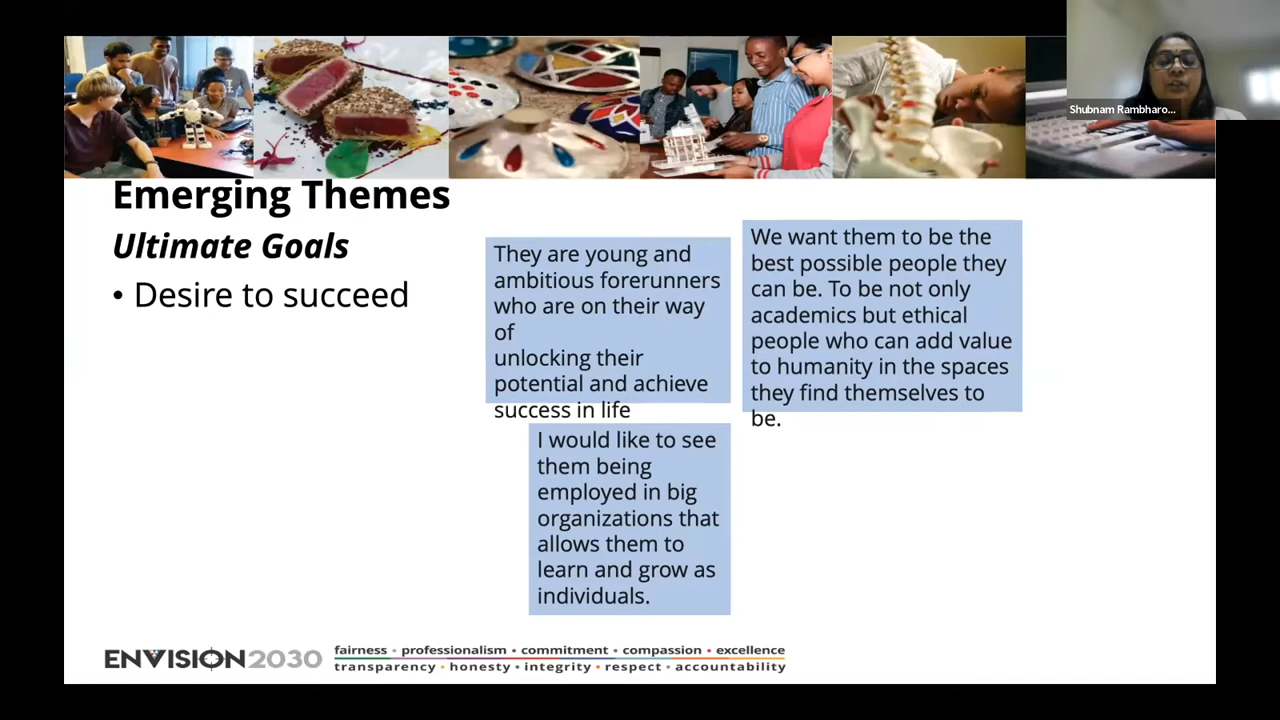 Shubnam Rambharo...
Emerging Themes
Ultimate Goals
• Desire to succeed
They are young and
ambitious forerunners
who are on their way
of
unlocking their
potential and achieve
success in life
We want them to be the
best possible people they
can be. To be not only
academics but ethical
people who can add value
to humanity in the spaces
they find themselves to
be.
I would like to see
them being
employed in big
organizations that
allows them to
learn and grow as
individuals.
ENVISION2030
fairness • professionalism • commitment • compassion • excellence
transparency • honesty • integrity • respect • accountability